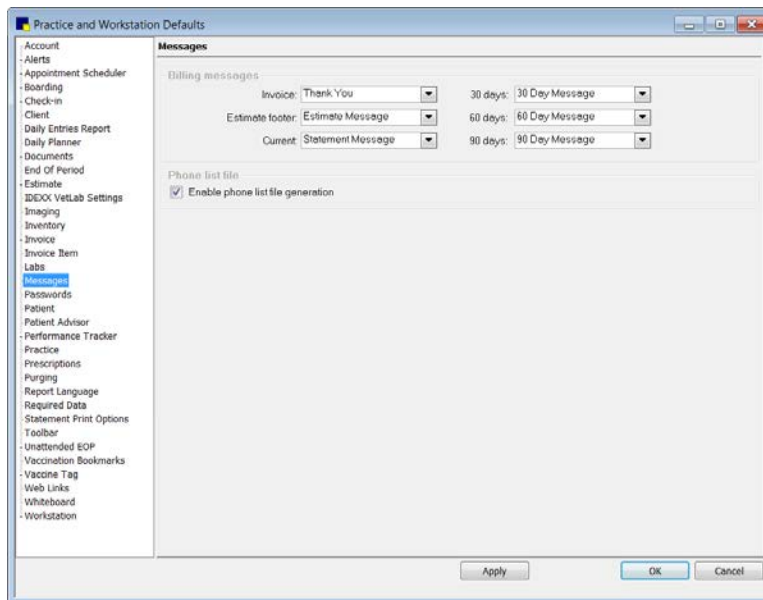 Practice and Workstation Defaults
Account
Alerts
Appointment Scheduler
Boarding
Check-in
Client
Daily Entries Report
Daily Planner
Documents
End Of Period
Estimate
IDEXX VetLab Settings
Imaging
Inventory
Invoice
Invoice Item
Labs
Messages
Passwords
Patient
Patient Advisor
Performance Tracker
Practice
Prescriptions
Purging
Report Language
Required Data
Statement Print Options
Toolbar
Unattended EOP
Vaccination Bookmarks
Vaccine Tag
Web Links
Whiteboard
Workstation
Messages
Billing messages
Invoice: Thank You 30 days: 30 Day Message
Estimate footer: Estimate Message 60 days: 60 Day Message
Current: Statement Message 90 days: 90 Day Message
Phone list file
Enable phone list file generation
Apply OK Cancel